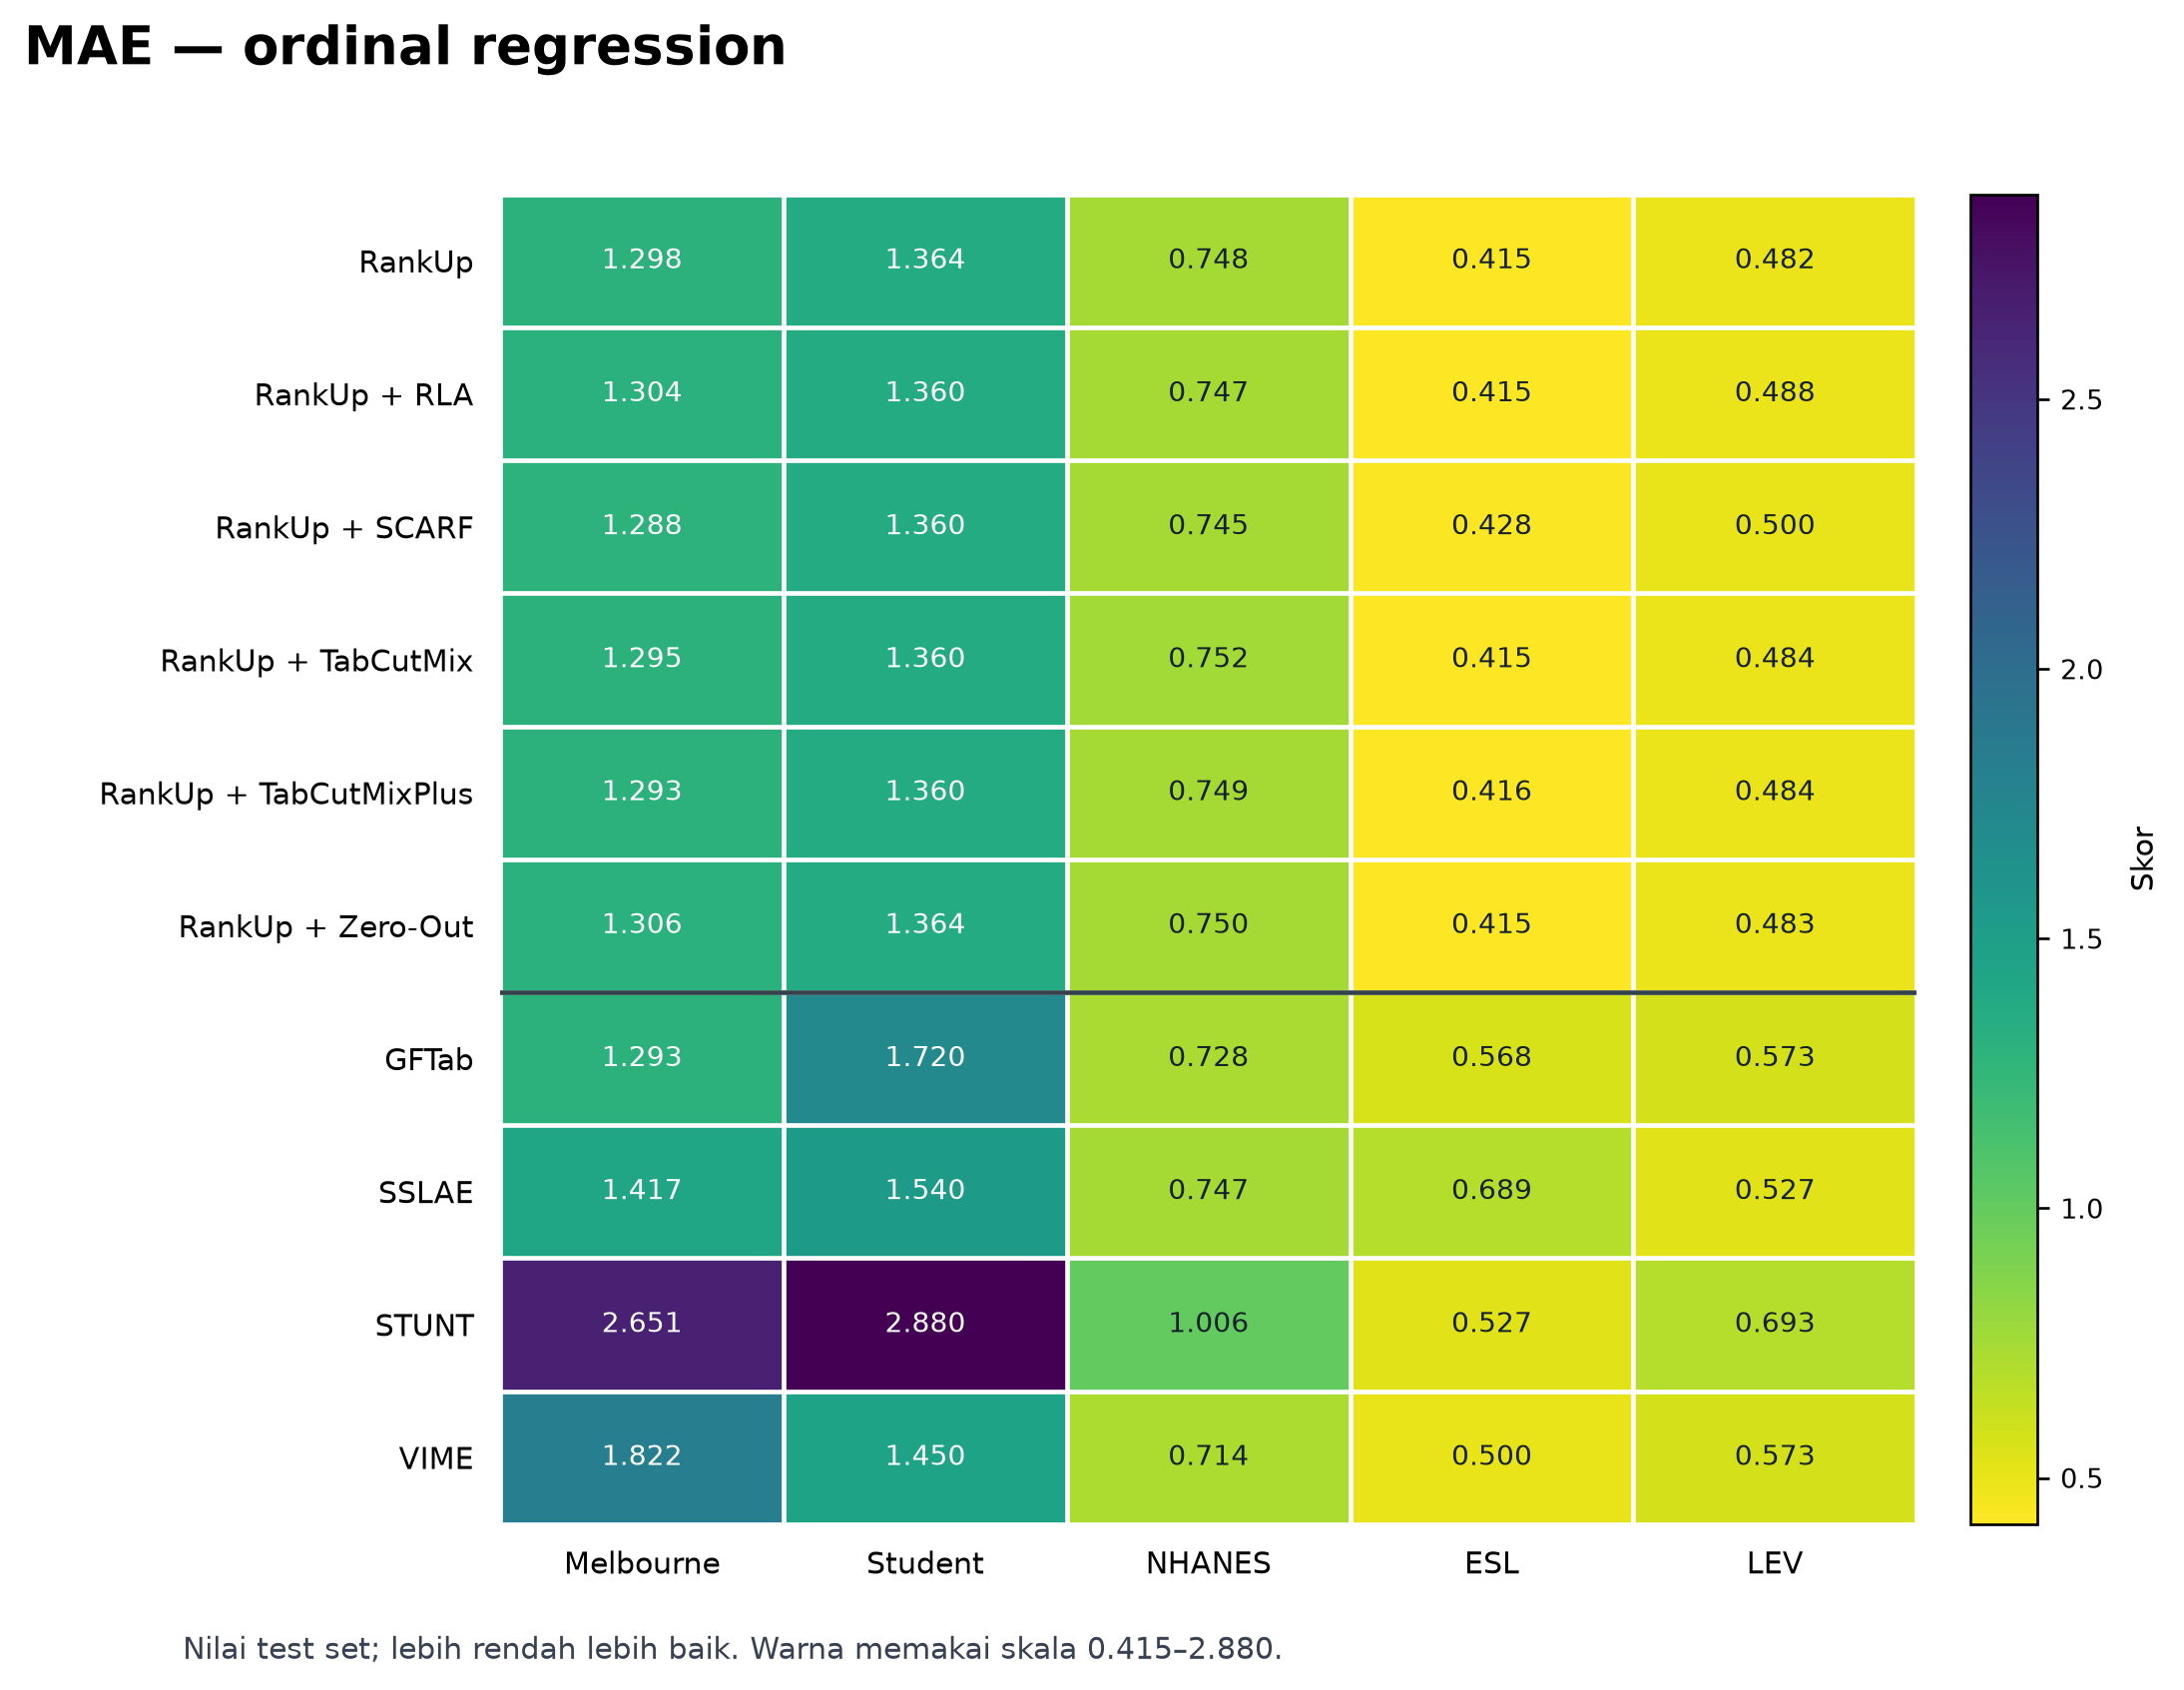 MAE — ordinal regression
RankUp 1.298 1.364 0.748 0.415 0.482
RankUp + RLA 1.304 1.360 0.747 0.415 0.488
RankUp + SCARF 1.288 1.360 0.745 0.428 0.500
RankUp + TabCutMix 1.295 1.360 0.752 0.415 0.484
RankUp + TabCutMixPlus 1.293 1.360 0.749 0.416 0.484
RankUp + Zero-Out 1.306 1.364 0.750 0.415 0.483
GFTab 1.293 1.720 0.728 0.568 0.573
SSLAE 1.417 1.540 0.747 0.689 0.527
STUNT 2.651 2.880 1.006 0.527 0.693
VIME 1.822 1.450 0.714 0.500 0.573
Melbourne Student NHANES ESL LEV
2.5
2.0
1.5
1.0
0.5
Skor
Nilai test set; lebih rendah lebih baik. Warna memakai skala 0.415–2.880.